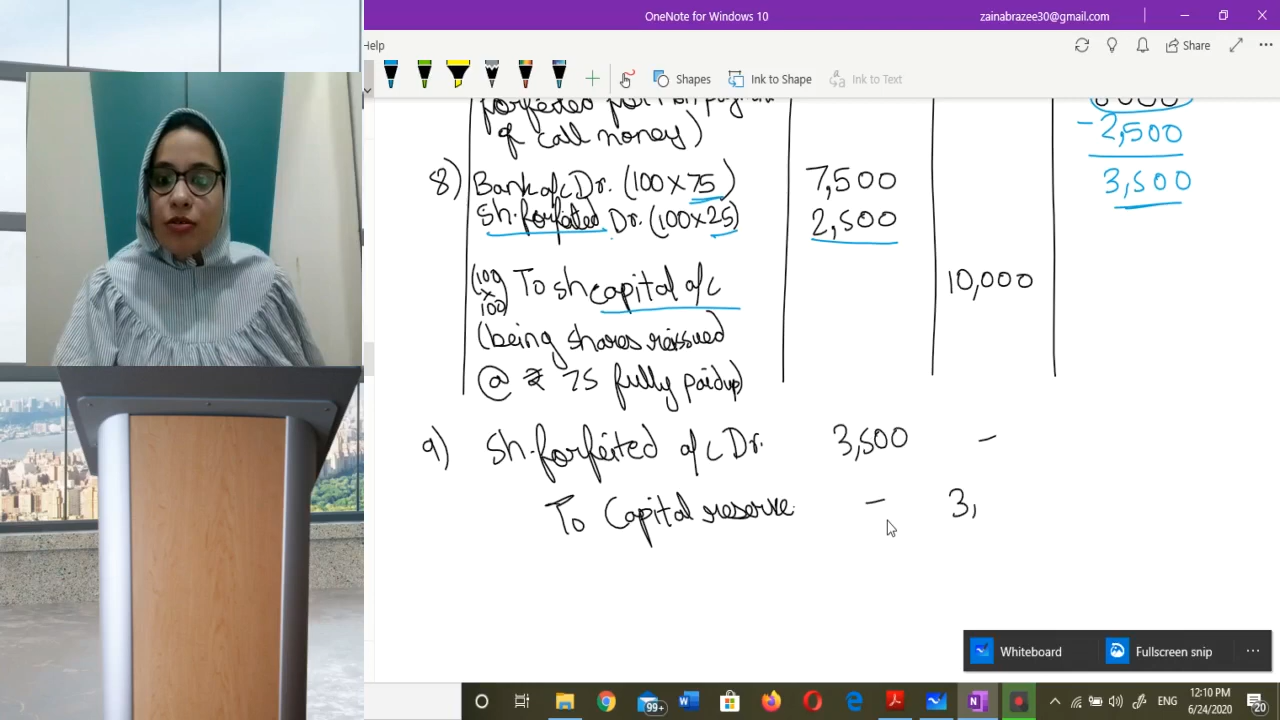 OneNote for Windows 10
zainabrazee30@gmail.com
Help
Share
Shapes
Ink to Shape
Ink to Text
of call money)
-2,500
3,500
8) Bank a/c Dr. (100 x 75) 7,500
Sh. forfeited Dr. (100 x 25) 2,500
(100 x 100) To sh capital a/c 10,000
(being shares reissued
@ ₹ 75 fully paidup)
9) Sh. forfeited a/c Dr. 3,500 -
To Capital reserve - 3,
Whiteboard
Fullscreen snip
99+
ENG
12:10 PM
6/24/2020
20